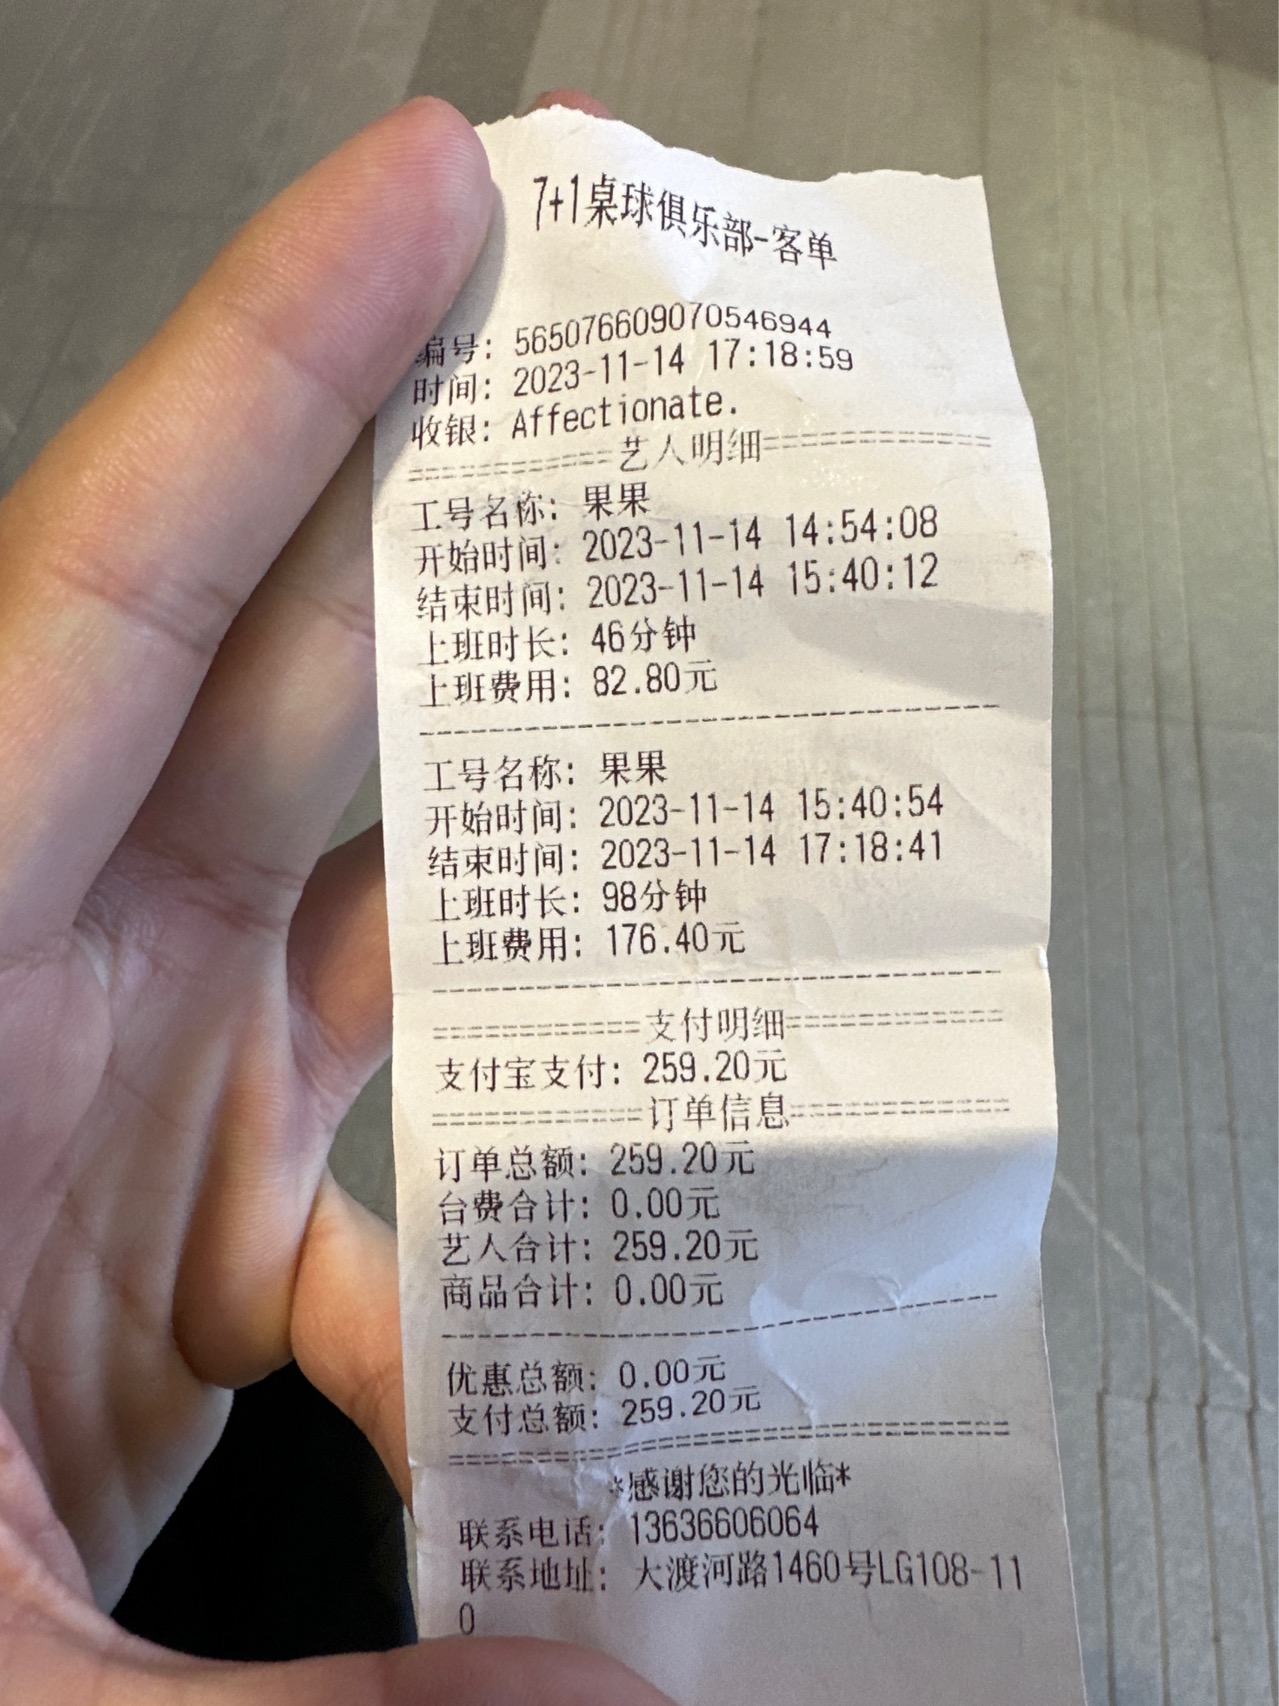 7+1桌球俱乐部-客单
编号: 565076609070546944
时间: 2023-11-14 17:18:59
收银: Affectionate.
==========艺人明细===========
工号名称: 果果
开始时间: 2023-11-14 14:54:08
结束时间: 2023-11-14 15:40:12
上班时长: 46分钟
上班费用: 82.80元
--------------------------------
工号名称: 果果
开始时间: 2023-11-14 15:40:54
结束时间: 2023-11-14 17:18:41
上班时长: 98分钟
上班费用: 176.40元
--------------------------------
==========支付明细==========
支付宝支付: 259.20元
==========订单信息==========
订单总额: 259.20元
台费合计: 0.00元
艺人合计: 259.20元
商品合计: 0.00元
--------------------------------
优惠总额: 0.00元
支付总额: 259.20元
================================
*感谢您的光临*
联系电话: 13636606064
联系地址: 大渡河路1460号LG108-11
0